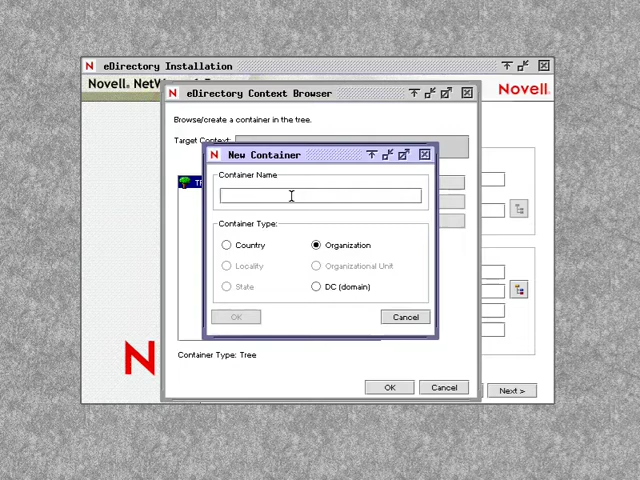 N eDirectory Installation
Novell. NetW
Novell.
N eDirectory Context Browser
Browse/create a container in the tree.
Target Context:
N New Container
Container Name
Container Type:
Country
Organization
Locality
Organizational Unit
State
DC (domain)
OK
Cancel
N
Container Type: Tree
OK
Cancel
Next >